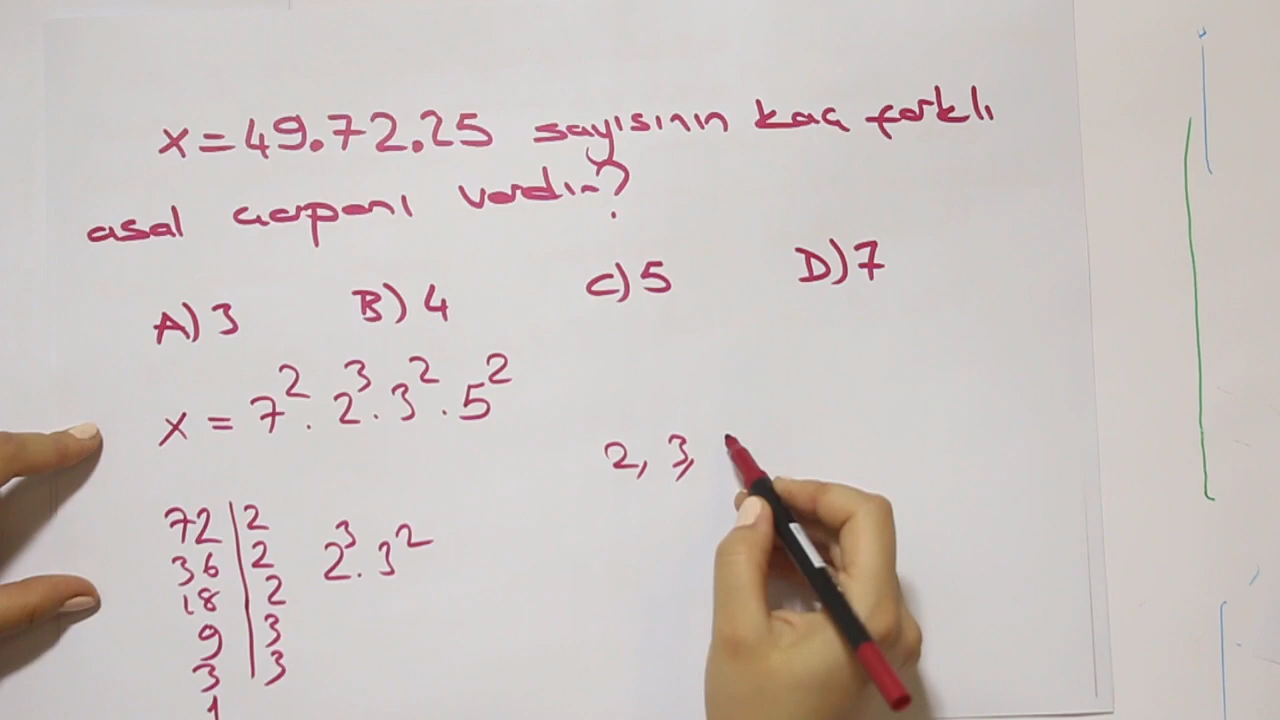 x=49.72.25 sayısının kaç farklı
asal çarpanı vardır?
A)3 B)4 C)5 D)7
x = 7². 2³. 3². 5²
2, 3,
72 | 2
36 | 2
18 | 2
9 | 3
3 | 3
1
2³. 3²